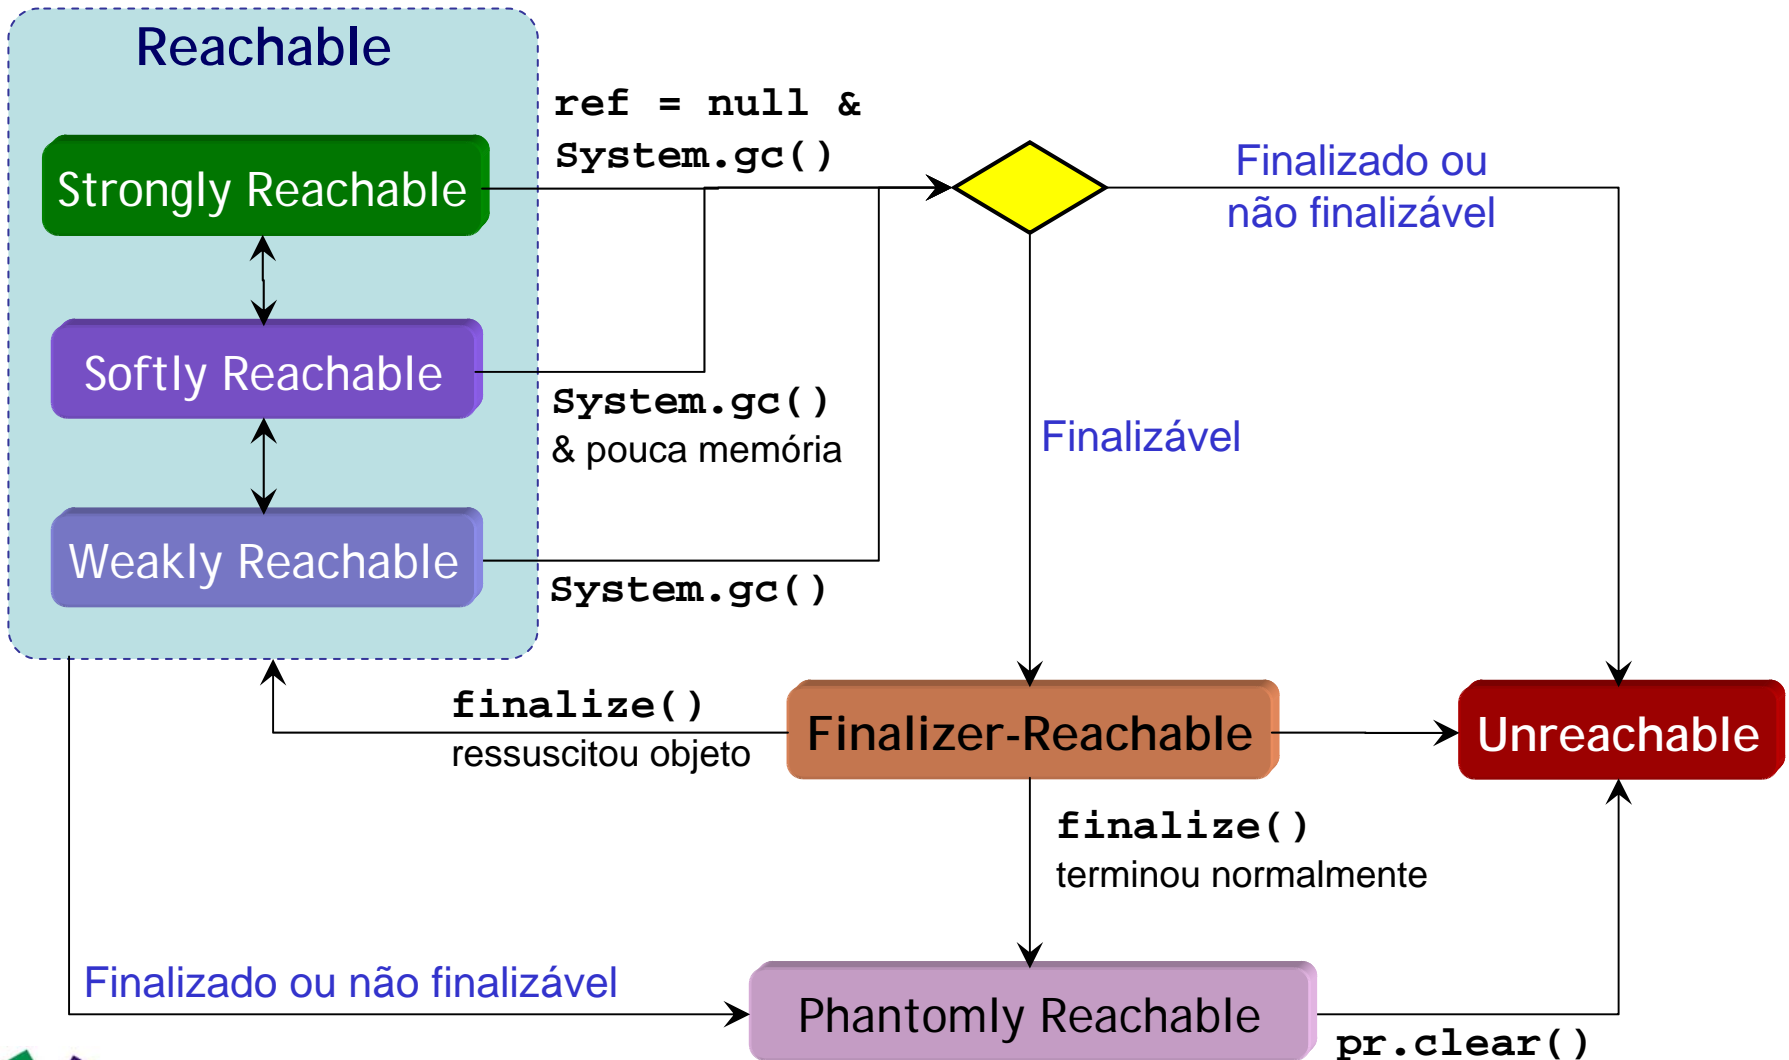 Reachable
ref = null &
System.gc()
Strongly Reachable
Finalizado ou
não finalizável
Softly Reachable
System.gc()
& pouca memória
Finalizável
Weakly Reachable
System.gc()
finalize()
ressuscitou objeto
Finalizer-Reachable
Unreachable
finalize()
terminou normalmente
Finalizado ou não finalizável
Phantomly Reachable
pr.clear()